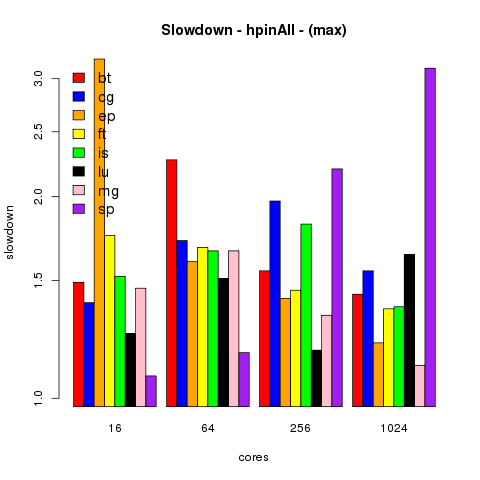 Slowdown - hpinAll - (max)
slowdown
3.0
2.5
2.0
1.5
1.0
bt
cg
ep
ft
is
lu
mg
sp
16 64 256 1024
cores